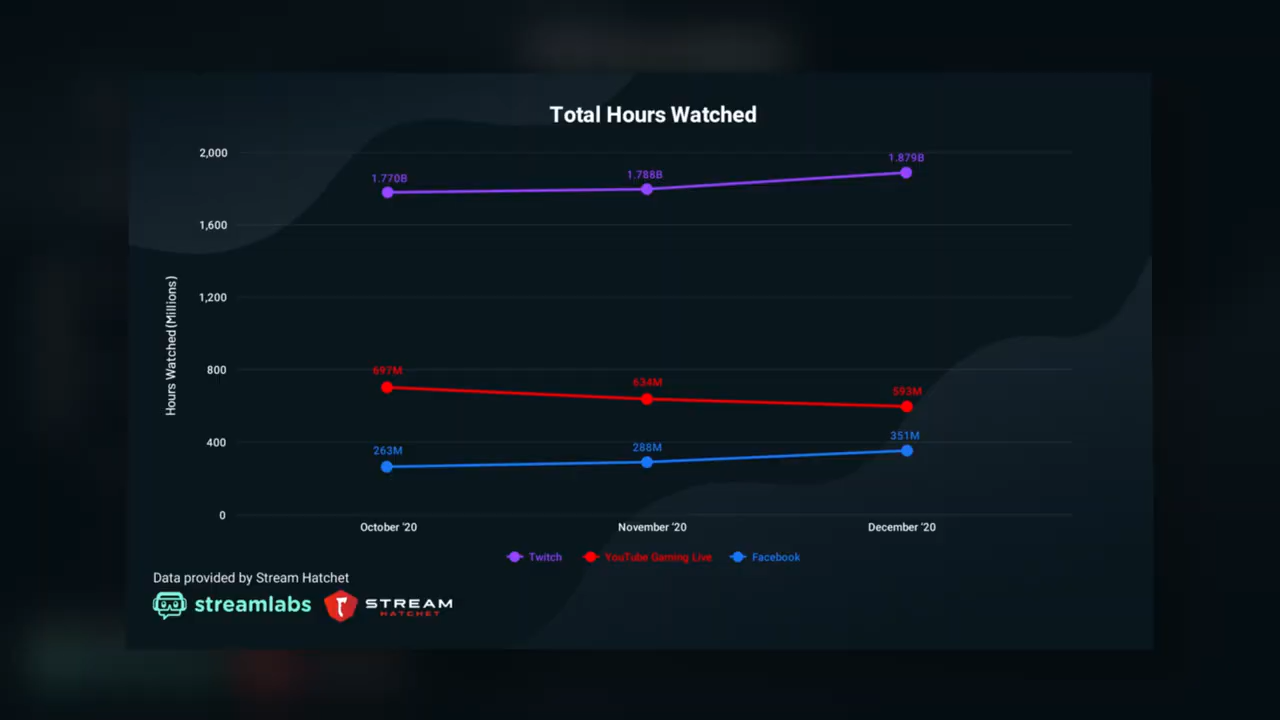 Total Hours Watched
2,000
1,600
1,200
800
400
0
Hours Watched (Millions)
1.770B
1.788B
1.879B
697M
634M
593M
263M
288M
351M
October '20
November '20
December '20
Twitch
YouTube Gaming Live
Facebook
Data provided by Stream Hatchet
streamlabs
STREAM
HATCHET